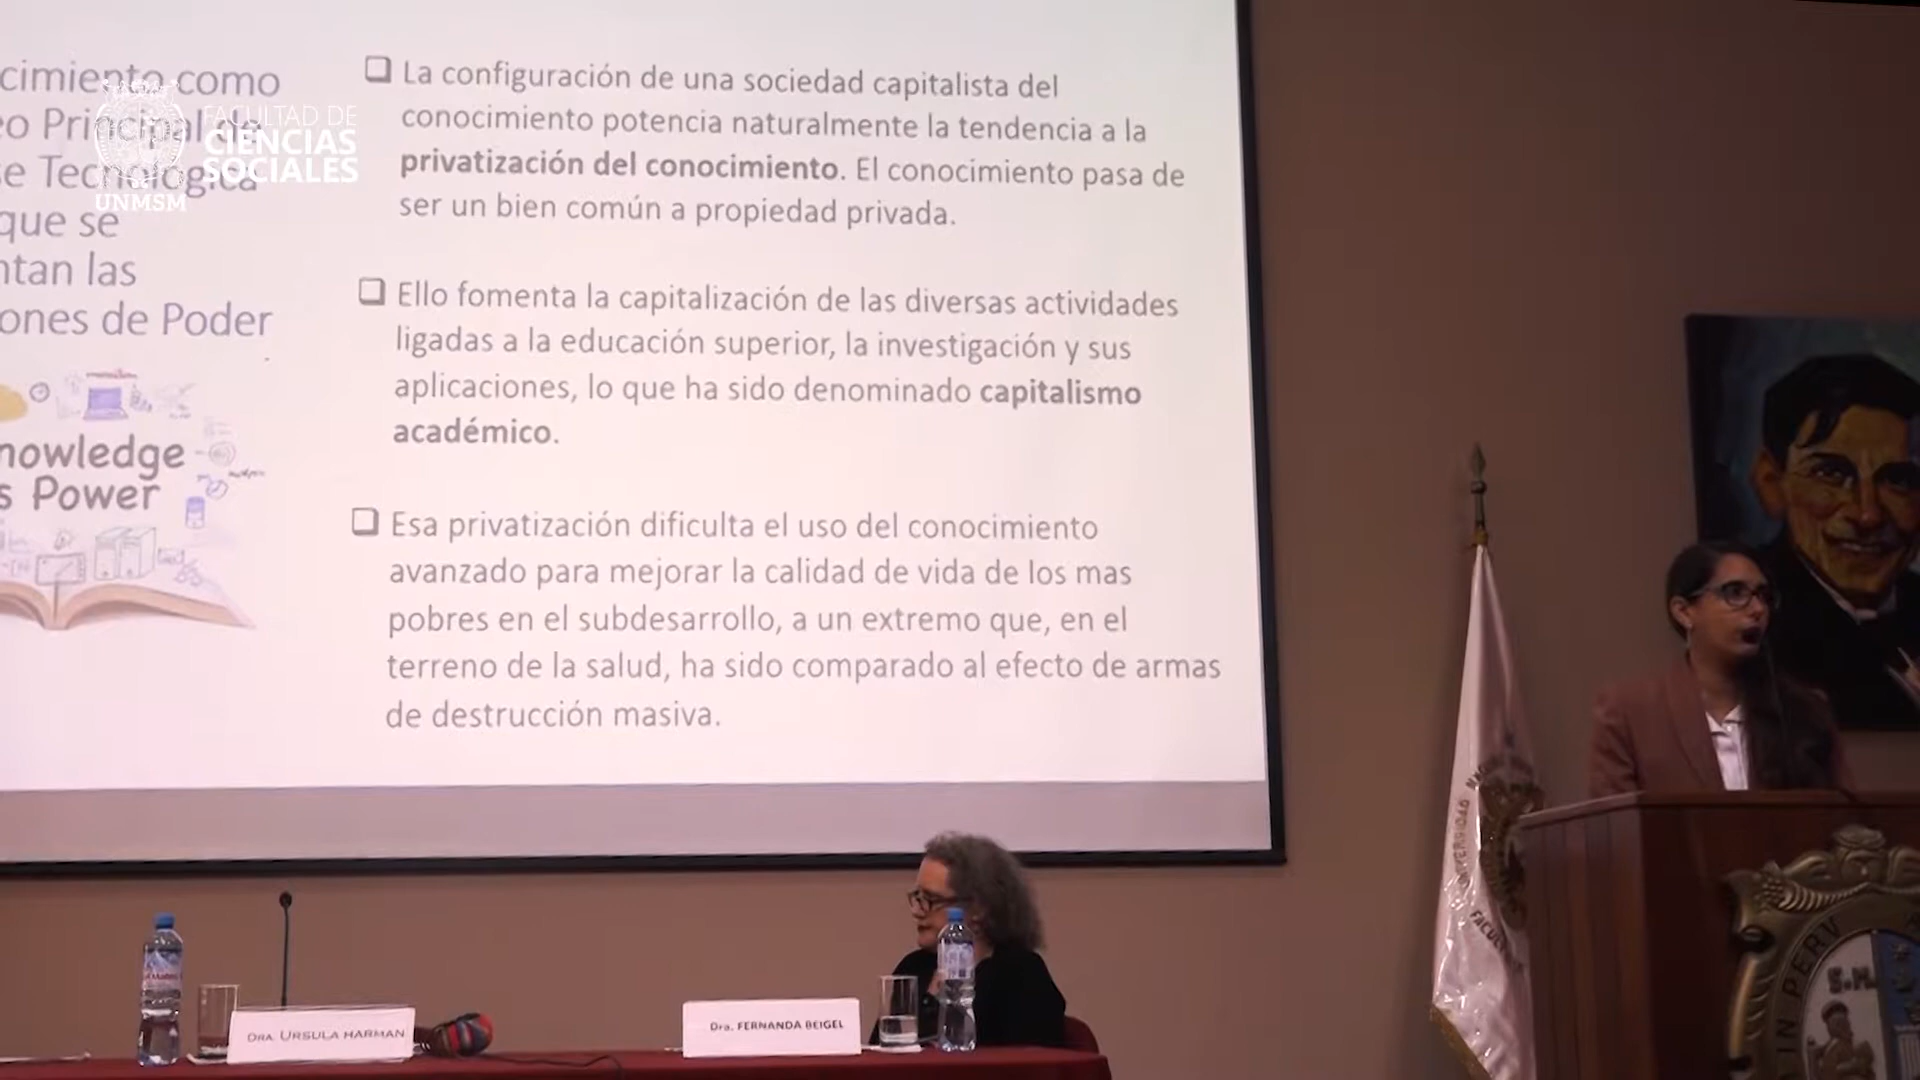 cimiento como
o Principal de
e Tecnológica
que se
ntan las
ones de Poder
FACULTAD DE
CIENCIAS
SOCIALES
UNMSM
nowledge
s Power
La configuración de una sociedad capitalista del
conocimiento potencia naturalmente la tendencia a la
privatización del conocimiento. El conocimiento pasa de
ser un bien común a propiedad privada.
Ello fomenta la capitalización de las diversas actividades
ligadas a la educación superior, la investigación y sus
aplicaciones, lo que ha sido denominado capitalismo
académico.
Esa privatización dificulta el uso del conocimiento
avanzado para mejorar la calidad de vida de los mas
pobres en el subdesarrollo, a un extremo que, en el
terreno de la salud, ha sido comparado al efecto de armas
de destrucción masiva.
DRA. URSULA HARMAN
Dra. FERNANDA BEIGEL
IN PERV
S.M.